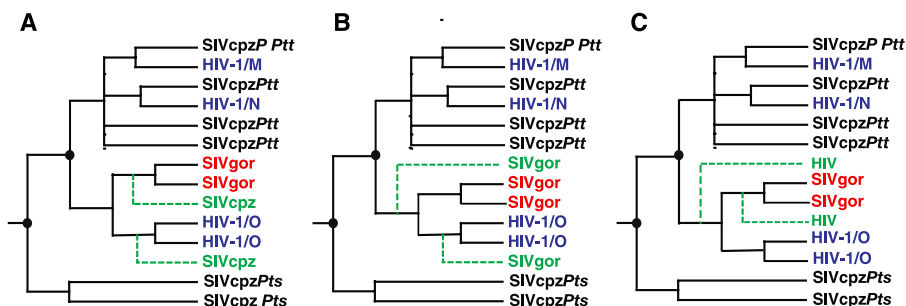 A
SIVcpzP Ptt
HIV-1/M
SIVcpzPtt
HIV-1/N
SIVcpzPtt
SIVcpzPtt
SIVgor
SIVgor
SIVcpz
HIV-1/O
HIV-1/O
SIVcpz
SIVcpzPts
SIVcpz Pts
B
SIVcpzP Ptt
HIV-1/M
SIVcpzPtt
HIV-1/N
SIVcpzPtt
SIVcpzPtt
SIVgor
SIVgor
SIVgor
HIV-1/O
HIV-1/O
SIVgor
SIVcpzPts
SIVcpzPts
C
SIVcpzP Ptt
HIV-1/M
SIVcpzPtt
HIV-1/N
SIVcpzPtt
SIVcpzPtt
HIV
SIVgor
SIVgor
HIV
HIV-1/O
HIV-1/O
SIVcpzPts
SIVcpzPts